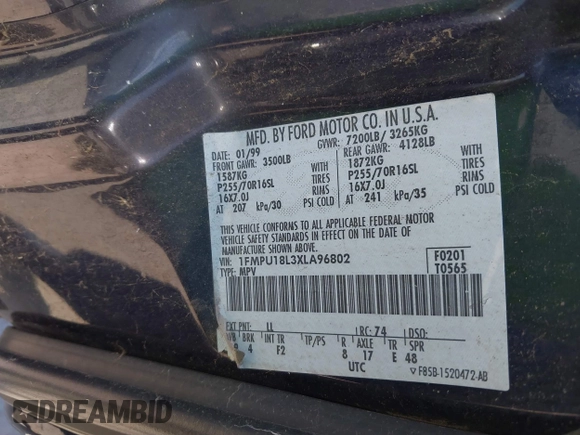 MFD. BY FORD MOTOR CO. IN U.S.A.
DATE: 01/99 GVWR: 7200LB/ 3265KG
FRONT GAWR: 3500LB REAR GAWR: 4128LB
1587KG WITH 1872KG WITH
P255/70R16SL TIRES P255/70R16SL TIRES
16X7.0J RINS 16X7.0J RINS
AT 207 kPa/30 PSI COLD AT 241 kPa/35 PSI COLD
THIS VEHICLE CONFORMS TO ALL APPLICABLE FEDERAL MOTOR
VEHICLE SAFETY STANDARDS IN EFFECT ON THE DATE OF
MANUFACTURE SHOWN ABOVE.
VIN: 1FMPU18L3XLA96802 F0201
TYPE: MPV T0565
EXT PNT: LL RC: 74 DSO:
WB BRK INT TR TP/PS R AXLE TR SPR
4 F2 8 17 E 48
UTC
▽ F85B-1520472-AB
DREAMBID